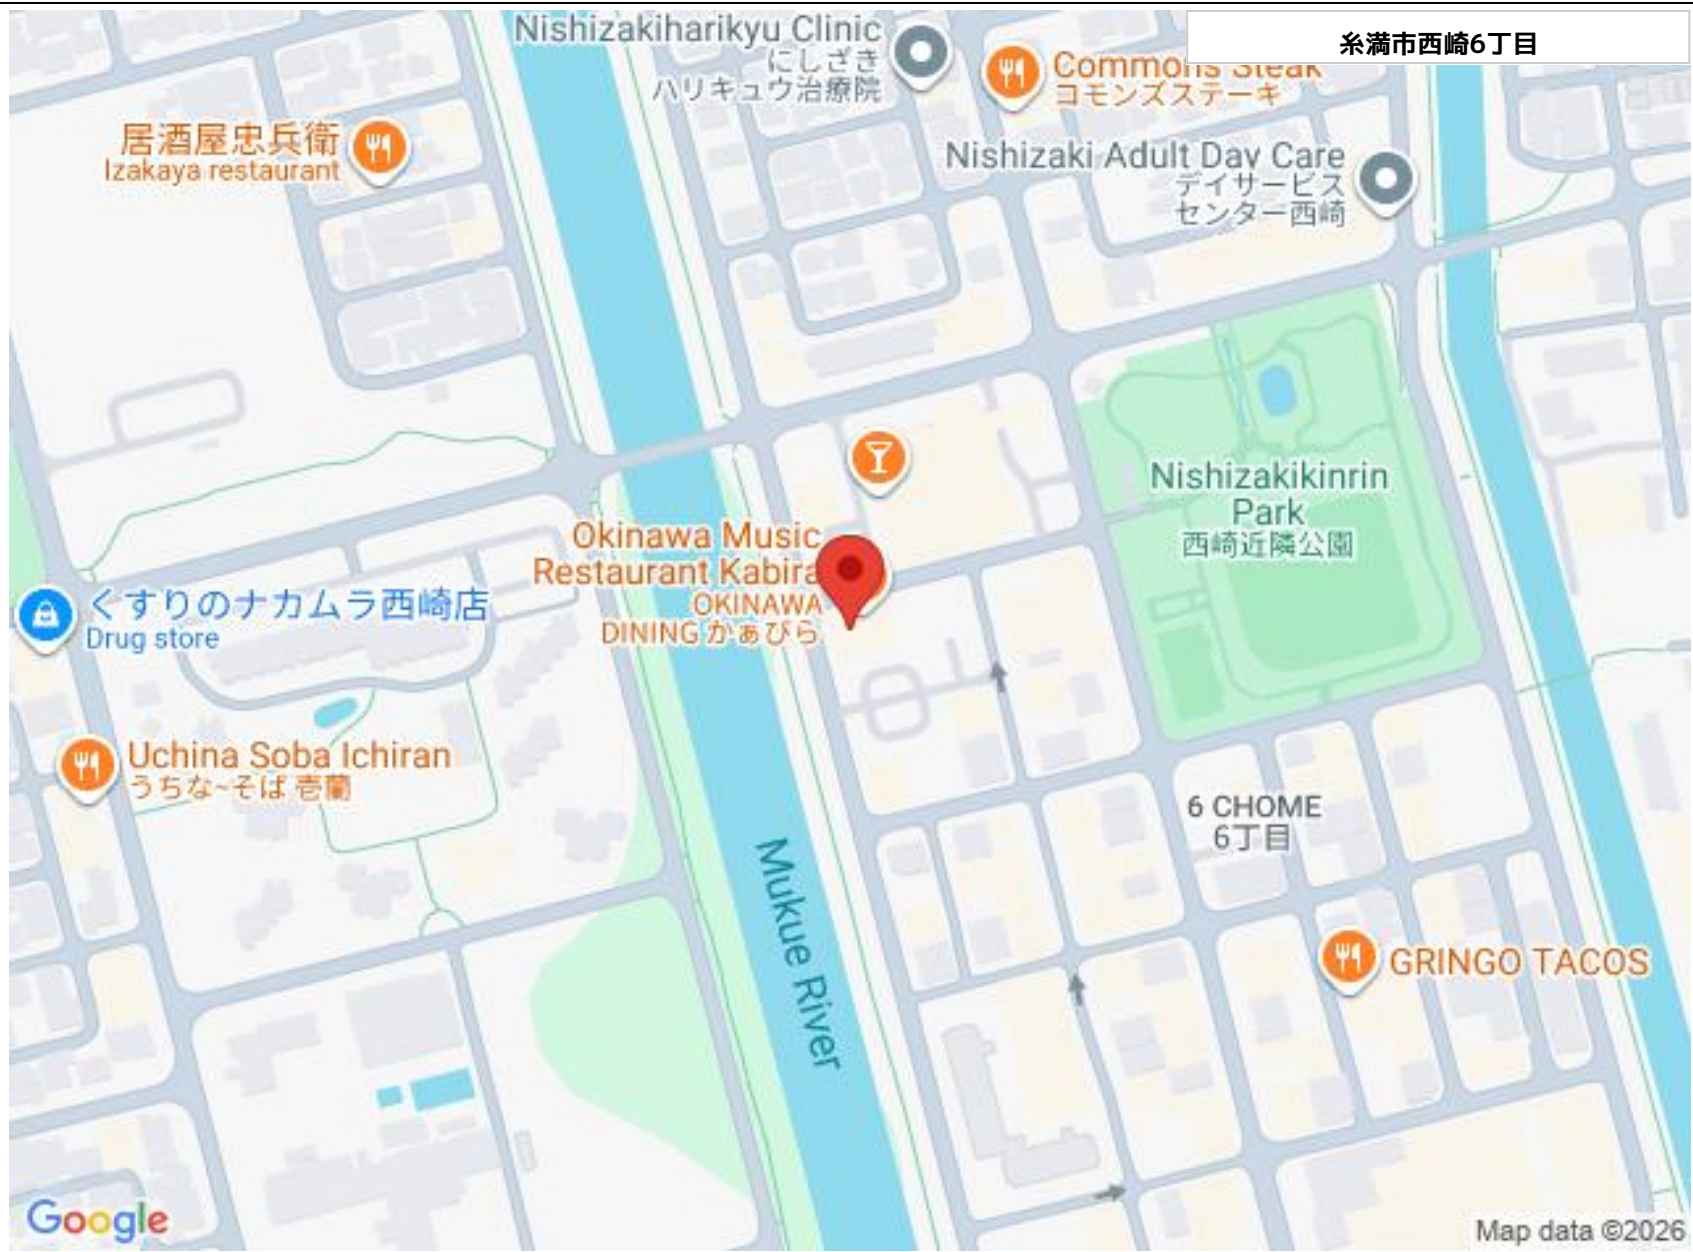 糸満市西崎6丁目
Nishizakiharikyu Clinic
にしざき
ハリキュウ治療院
Commons Steak
コモンズステーキ
居酒屋忠兵衛
Izakaya restaurant
Nishizaki Adult Day Care
デイサービス
センター西崎
Nishizakikinrin
Park
西崎近隣公園
Okinawa Music
Restaurant Kabira
OKINAWA
DINING かぁびら
くすりのナカムラ西崎店
Drug store
Uchina Soba Ichiran
うちな~そば 壱蘭
6 CHOME
6丁目
Mukue River
GRINGO TACOS
Google
Map data ©2026